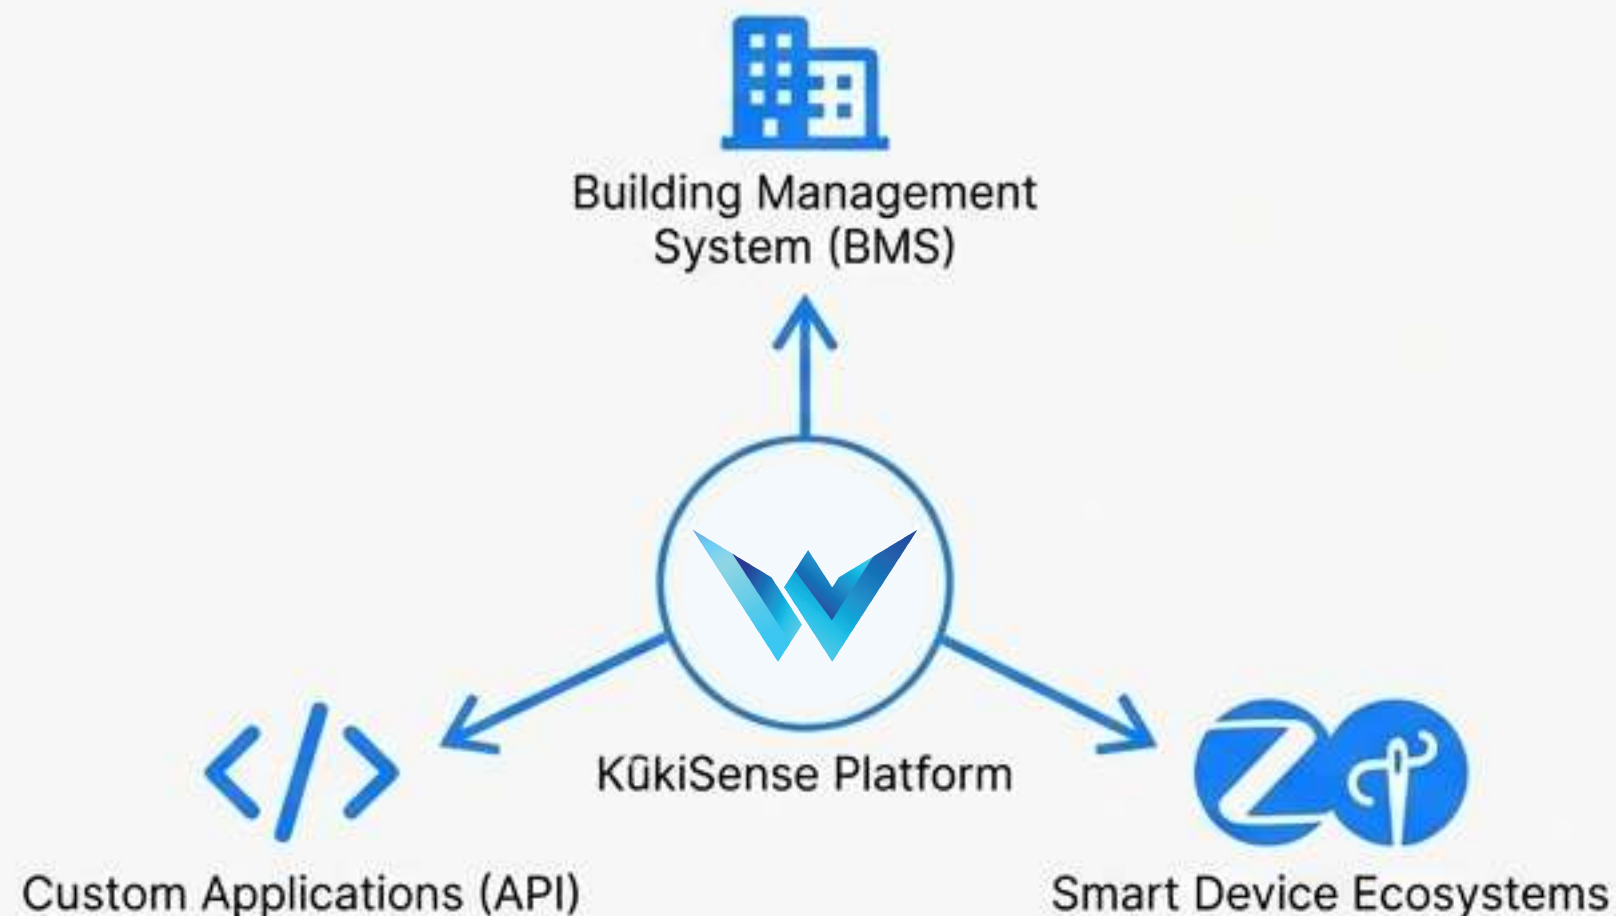 Building Management
System (BMS)
KūkiSense Platform
Custom Applications (API)
Smart Device Ecosystems